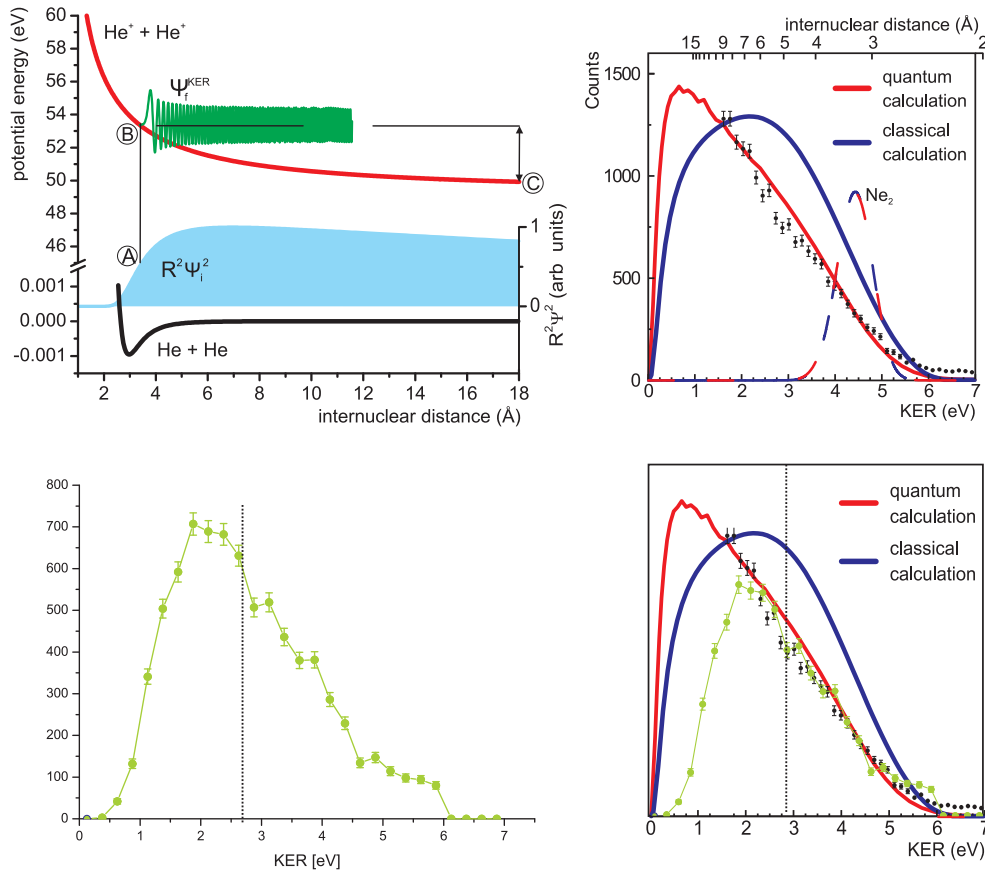 potential energy (eV)
60
58
56
54
52
50
48
46
0.001
0.000
-0.001
He⁺ + He⁺
Ψ_f^KER
B
C
A
R²Ψ_i²
He + He
1
0
R²Ψ² (arb units)
2 4 6 8 10 12 14 16 18
internuclear distance (Å)
internuclear distance (Å)
15 9 7 6 5 4 3 2
Counts
1500
1000
500
0
quantum
calculation
classical
calculation
Ne₂
0 1 2 3 4 5 6 7
KER (eV)
800
700
600
500
400
300
200
100
0
0 1 2 3 4 5 6 7
KER [eV]
quantum
calculation
classical
calculation
0 1 2 3 4 5 6 7
KER (eV)